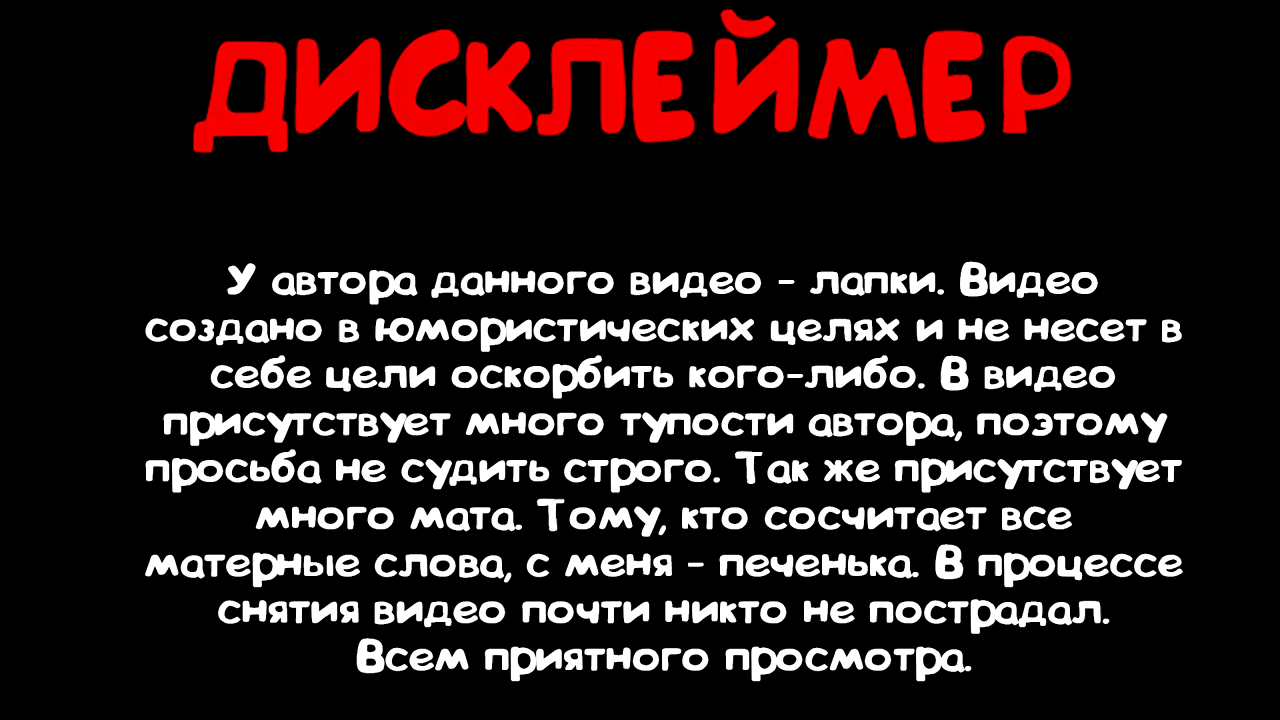 ДИСКЛЕЙМЕР
У автора данного видео - лапки. Видео
создано в юмористических целях и не несет в
себе цели оскорбить кого-либо. В видео
присутствует много тупости автора, поэтому
просьба не судить строго. Так же присутствует
много мата. Тому, кто сосчитает все
матерные слова, с меня - печенька. В процессе
снятия видео почти никто не пострадал.
Всем приятного просмотра.